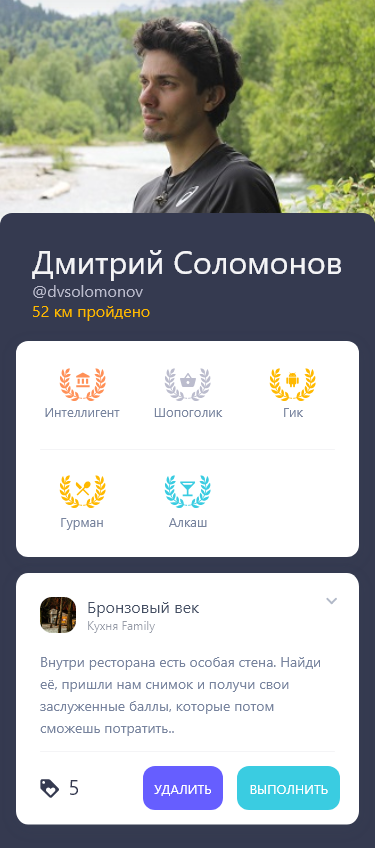 Дмитрий Соломонов
@dvsolomonov
52 км пройдено
Интеллигент Шопоголик Гик
Гурман Алкаш
Бронзовый век
Кухня Family
Внутри ресторана есть особая стена. Найди
её, пришли нам снимок и получи свои
заслуженные баллы, которые потом
сможешь потратить..
5 УДАЛИТЬ ВЫПОЛНИТЬ